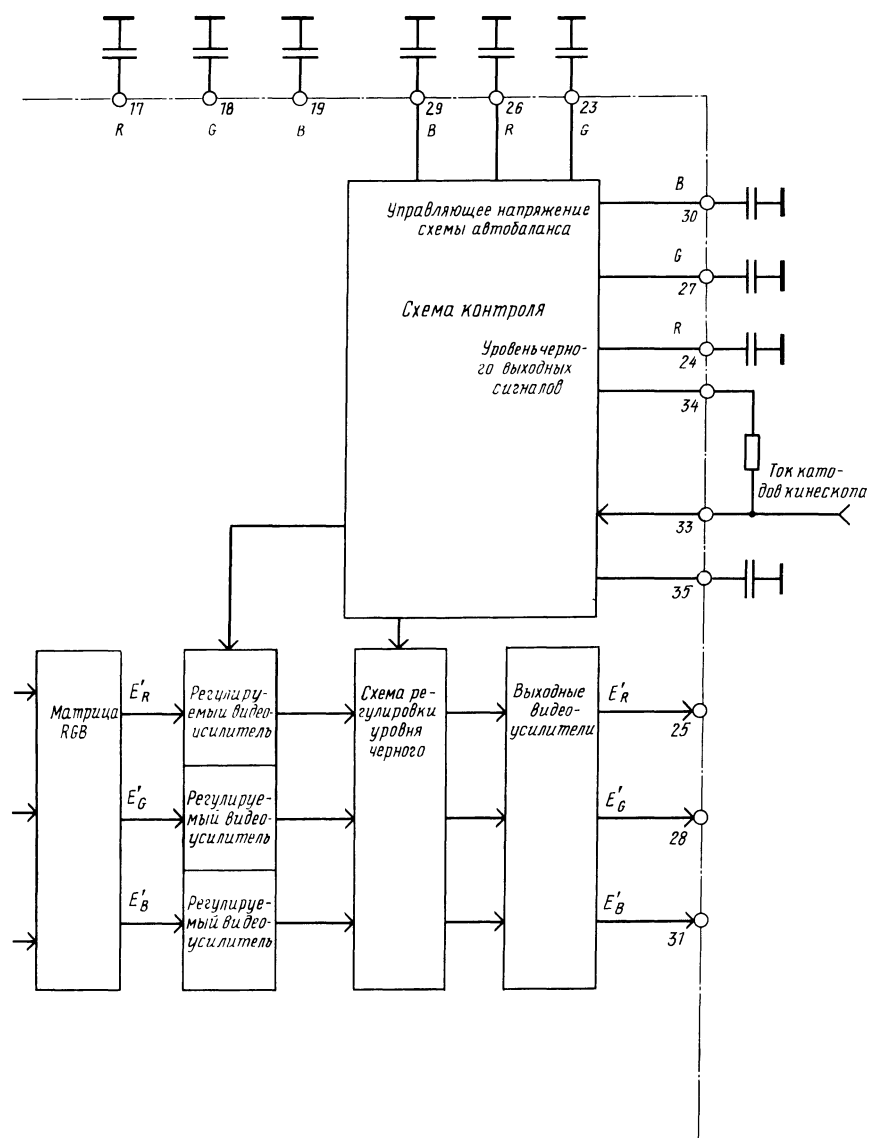 17 18 19 29 26 23
R G B B R G
Управляющее напряжение
схемы автобаланса
B
30
G
27
Схема контроля
R
24
Уровень черно-
го выходных
сигналов
34
Ток като-
дов кинескопа
33
35
Матрица
RGB
E'R
E'G
E'B
Регулируе-
мый видео-
усилитель
Регулируе-
мый видео-
усилитель
Регулируе-
мый видео-
усилитель
Схема ре-
гулировки
уровня
черного
Выходные
видео-
усилители
E'R
25
E'G
28
E'B
31